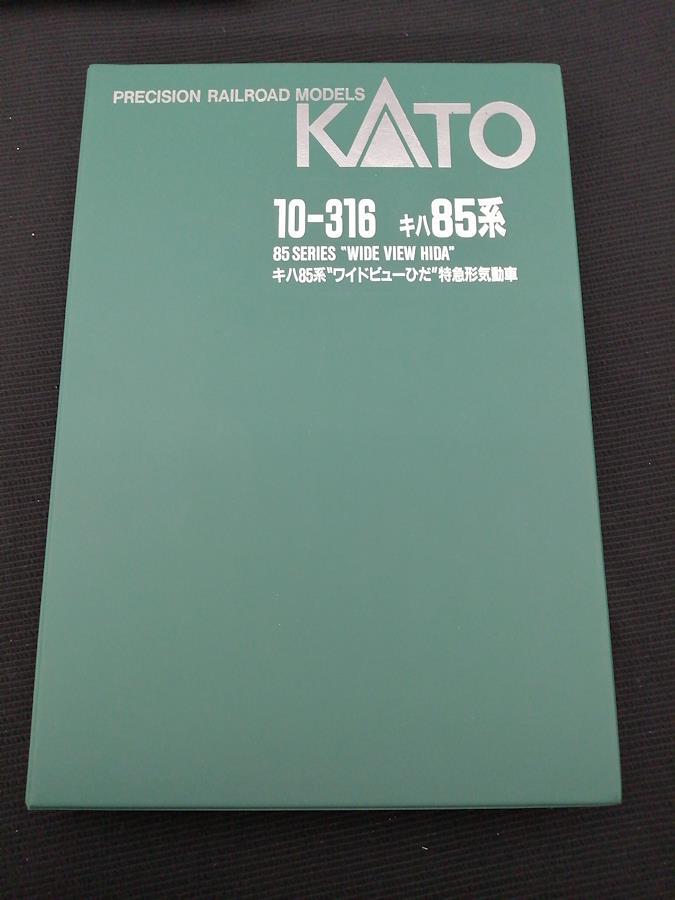 PRECISION RAILROAD MODELS
KATO
10-316 キハ85系
85 SERIES "WIDE VIEW HIDA"
キハ85系"ワイドビューひだ"特急形気動車